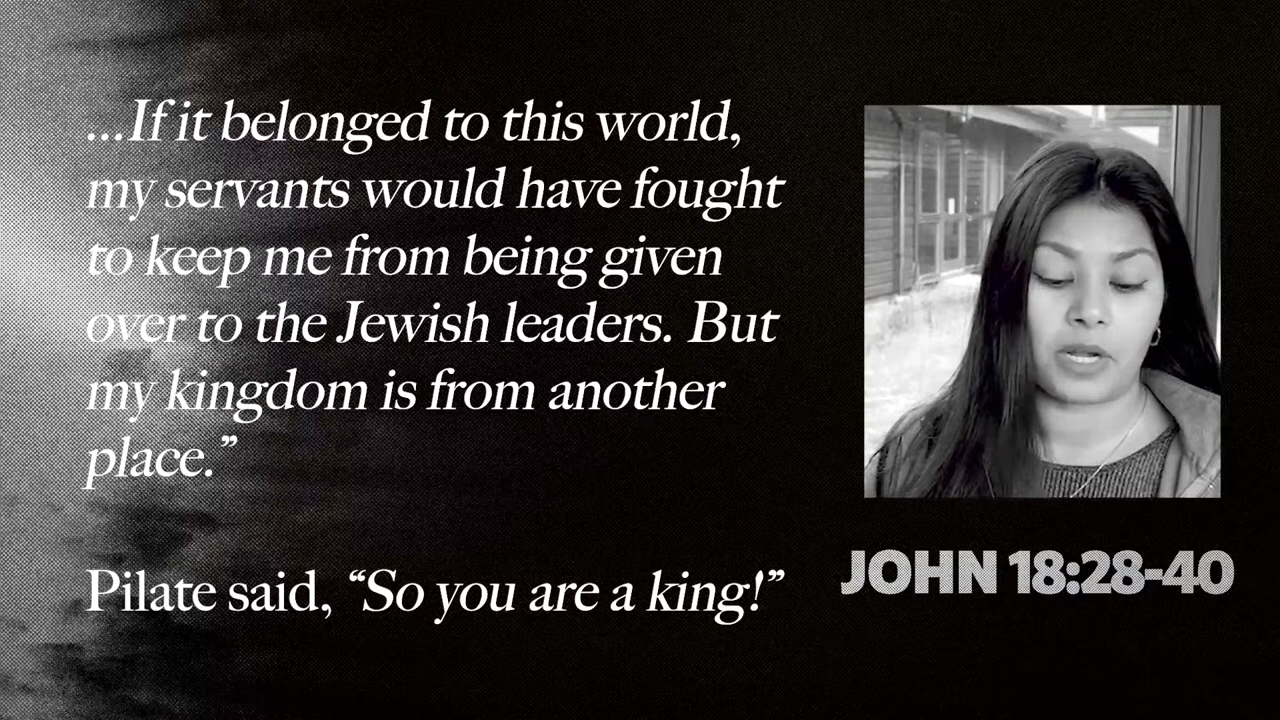 ...If it belonged to this world,
my servants would have fought
to keep me from being given
over to the Jewish leaders. But
my kingdom is from another
place.”
Pilate said, “So you are a king!”
JOHN 18:28-40